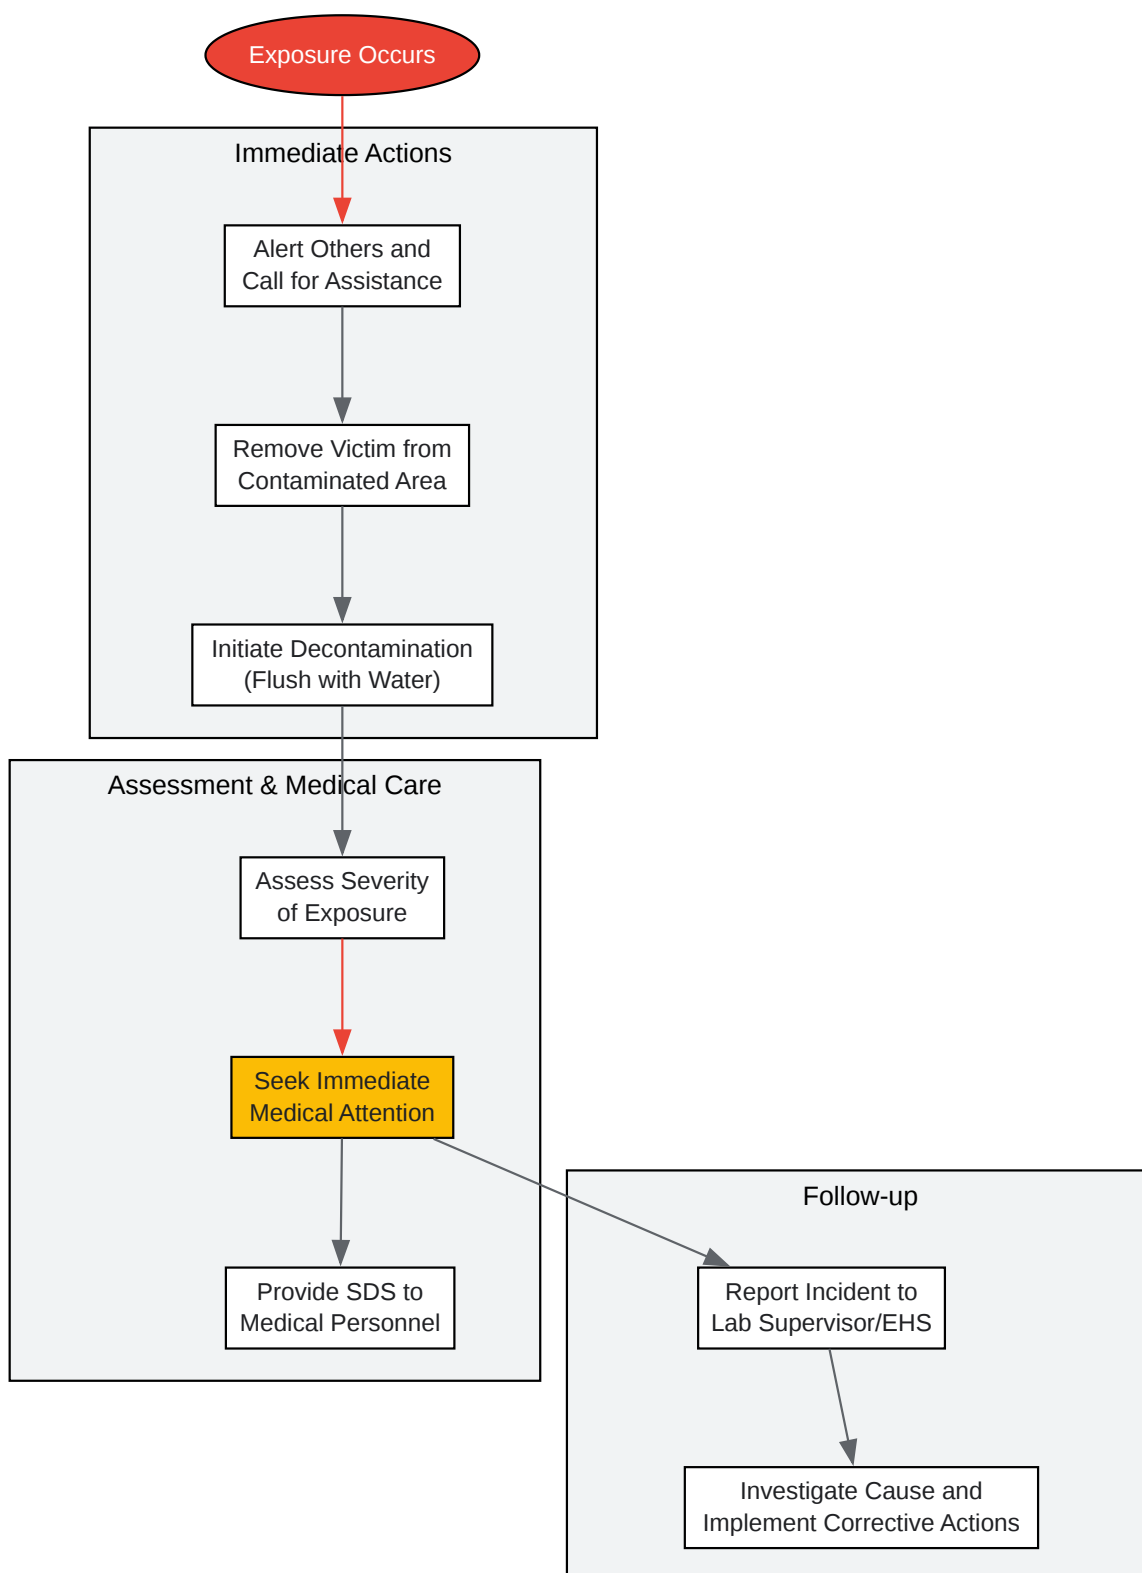 Exposure Occurs
Immediate Actions
Alert Others and
Call for Assistance
Remove Victim from
Contaminated Area
Initiate Decontamination
(Flush with Water)
Assessment & Medical Care
Assess Severity
of Exposure
Seek Immediate
Medical Attention
Provide SDS to
Medical Personnel
Follow-up
Report Incident to
Lab Supervisor/EHS
Investigate Cause and
Implement Corrective Actions